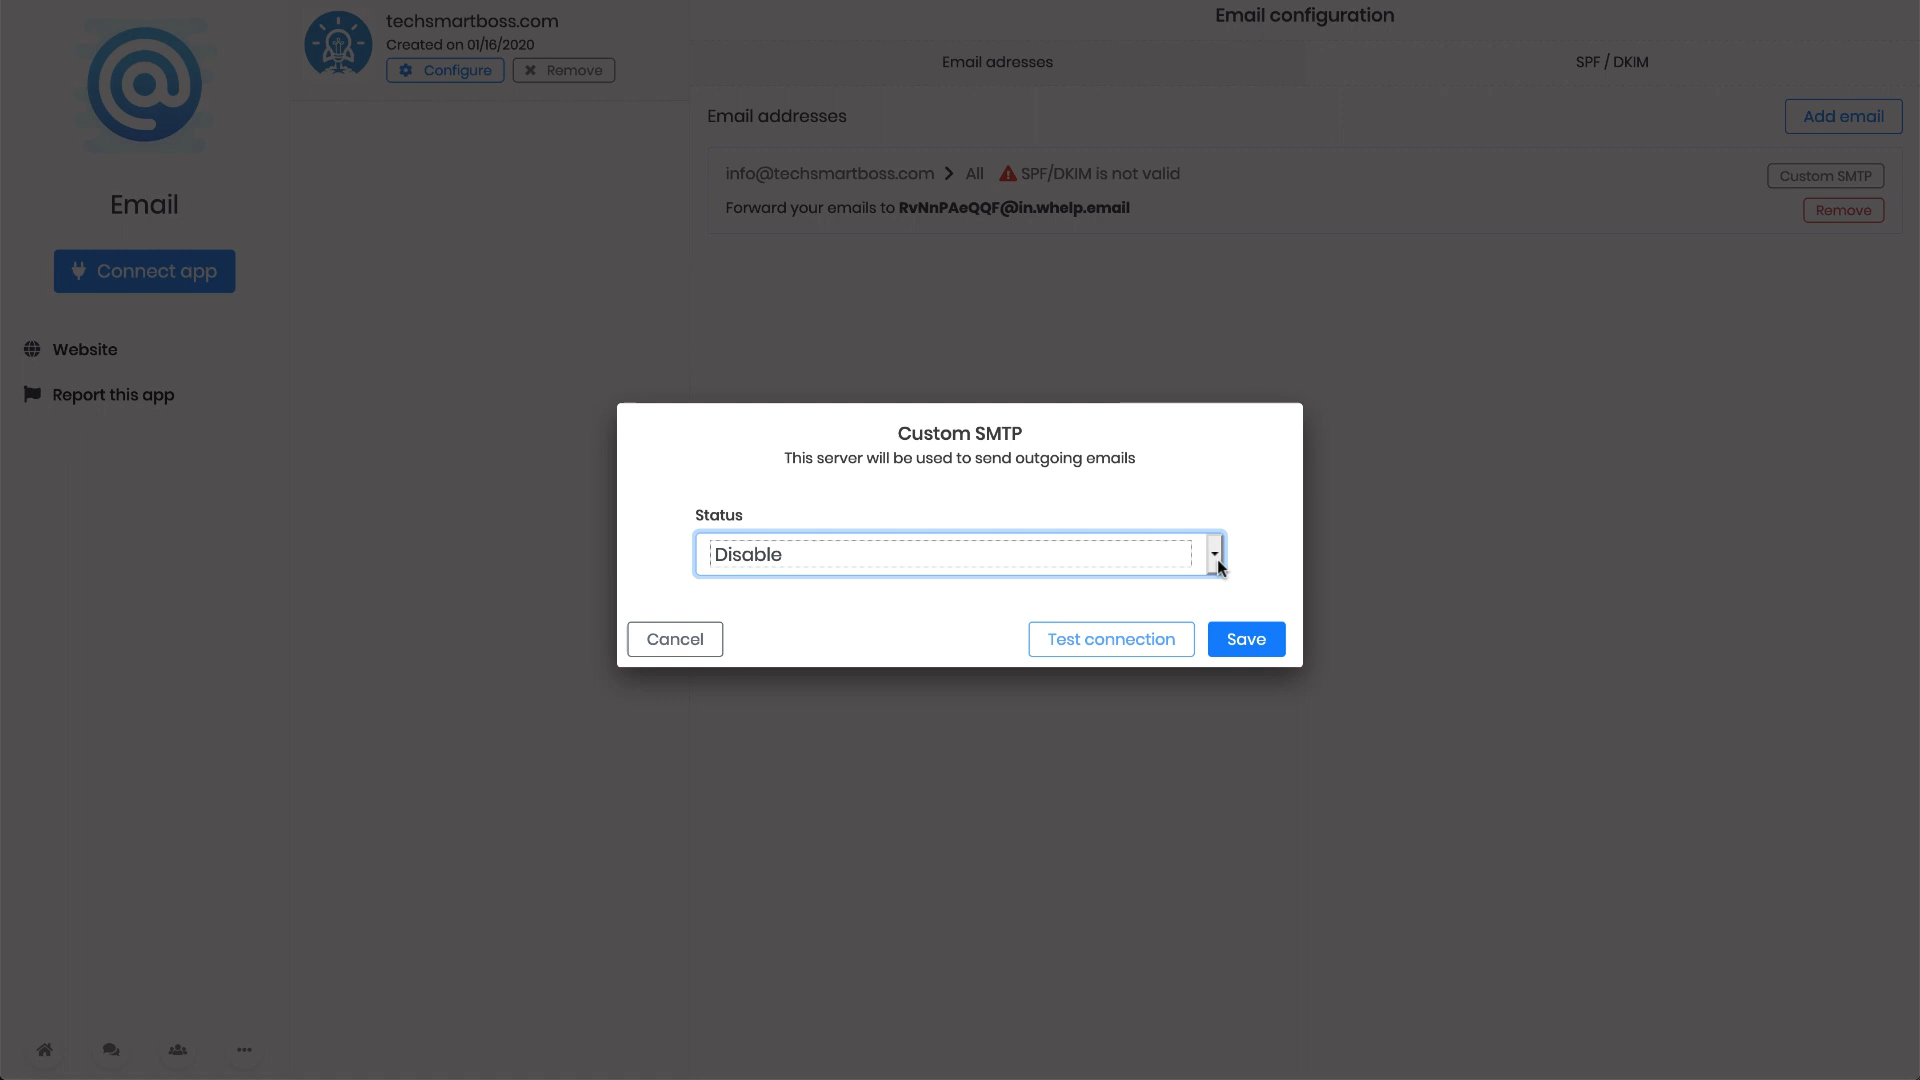 Email
Connect app
Website
Report this app
techsmartboss.com
Created on 01/16/2020
Configure
Remove
Email configuration
Email adresses
SPF / DKIM
Email addresses
Add email
info@techsmartboss.com > All SPF/DKIM is not valid
Custom SMTP
Forward your emails to RvNnPAeQQF@in.whelp.email
Remove
Custom SMTP
This server will be used to send outgoing emails
Status
Disable
Cancel
Test connection
Save